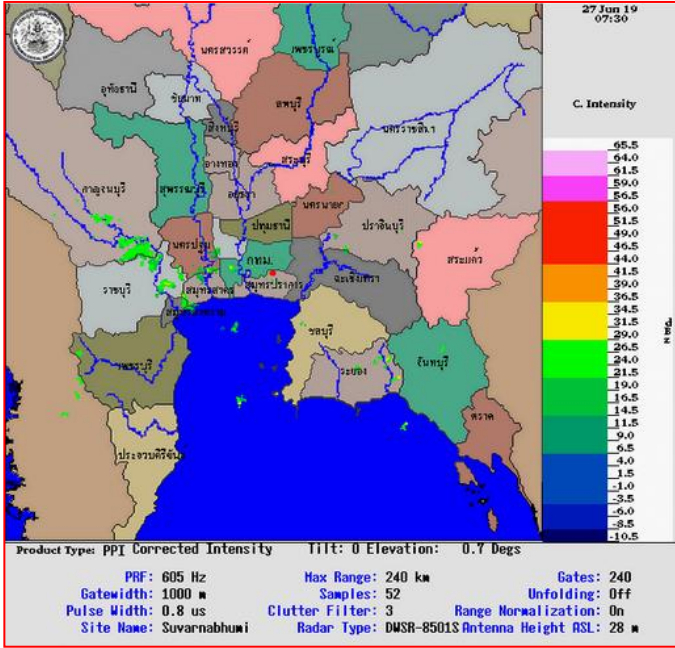 27 Jun 19
07:30
C. Intensity
นครสวรรค์
เพชรบูรณ์
อุทัยธานี
ชัยนาท
ลพบุรี
สิงห์บุรี
นครราชสีมา
อ่างทอง
สระบุรี
กาญจนบุรี
สุพรรณบุรี
อยุธยา
นครนายก
ปราจีนบุรี
ปทุมธานี
นครปฐม
กทม.
สระแก้ว
ราชบุรี
สมุทรสาคร
สมุทรปราการ
ฉะเชิงเทรา
ชลบุรี
เพชรบุรี
ระยอง
จันทบุรี
ตราด
ประจวบคีรีขันธ์
65.5
64.0
61.5
59.0
56.5
56.0
51.5
49.0
46.5
44.0
41.5
39.0
36.5
34.5
31.5
29.0
26.5
24.0
21.5
19.0
16.5
14.5
11.5
9.0
6.0
4.0
1.5
-1.0
-3.5
-6.0
-8.5
-10.5
Product Type: PPI Corrected Intensity Tilt: 0 Elevation: 0.7 Degs
PRF: 605 Hz Max Range: 240 km Gates: 240
Gatewidth: 1000 m Samples: 52 Unfolding: Off
Pulse Width: 0.8 us Clutter Filter: 3 Range Normalization: On
Site Name: Suvarnabhumi Radar Type: DWSR-8501S Antenna Height ASL: 28 m